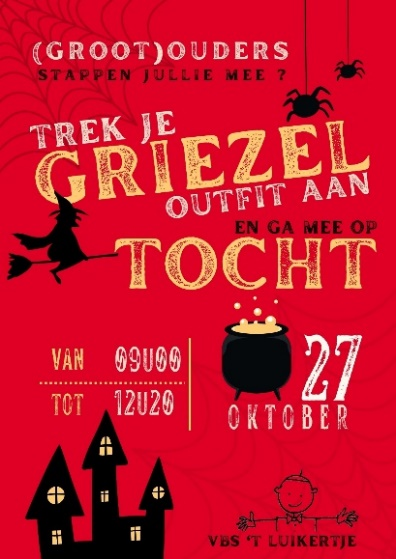 (GROOT)OUDERS
STAPPEN JULLIE MEE ?
TREK JE
GRIEZEL
OUTFIT AAN
EN GA MEE OP
TOCHT
VAN 09U00
TOT 12U20
27
OKTOBER
VBS 'T LUIKERTJE